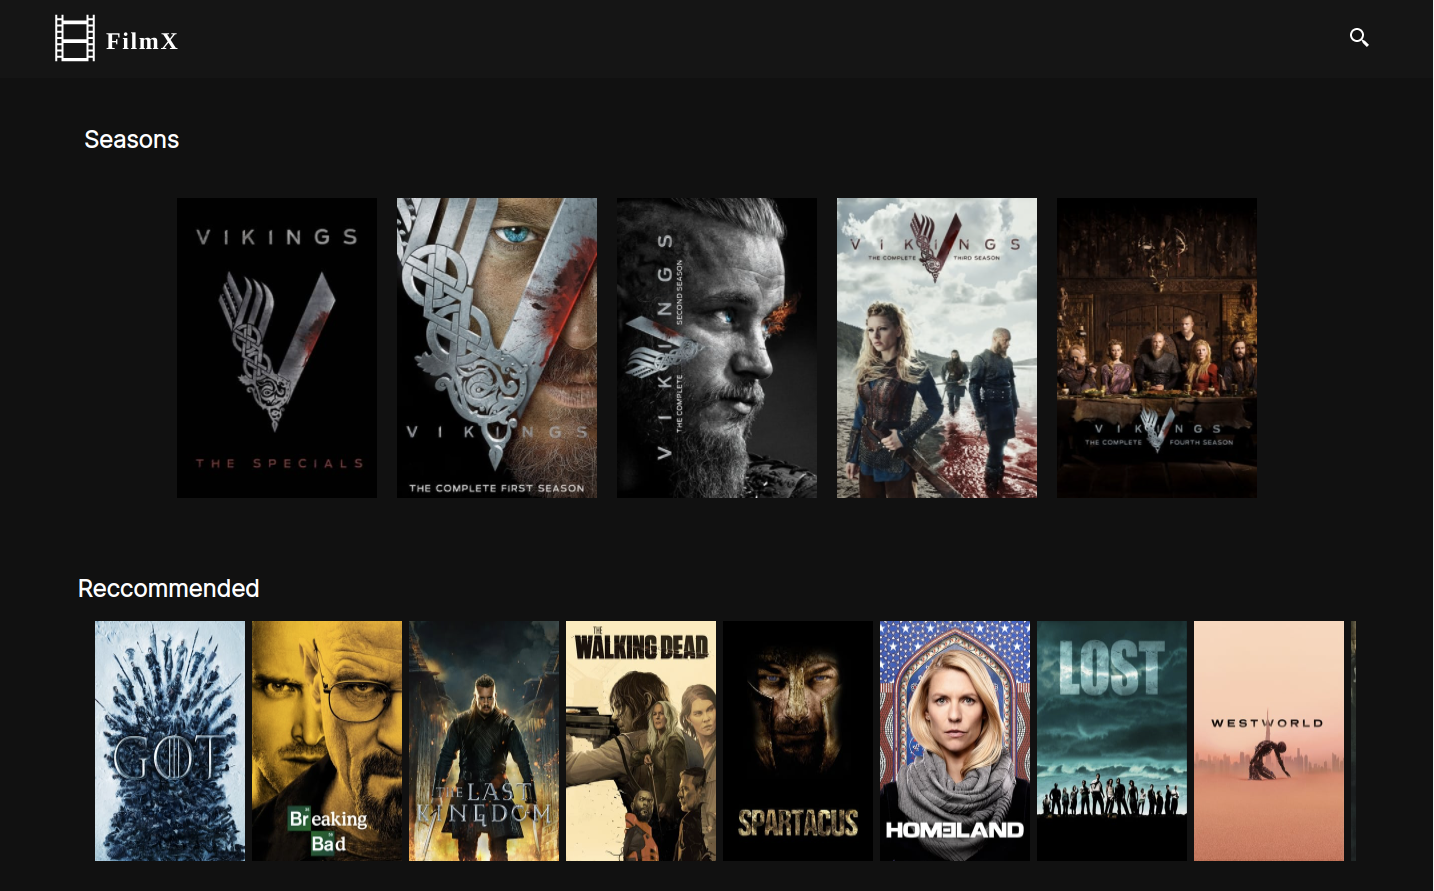 FilmX
Seasons
VIKINGS
THE SPECIALS
VIKINGS
THE COMPLETE FIRST SEASON
VIKINGS
THE COMPLETE SECOND SEASON
VIKINGS
THE COMPLETE THIRD SEASON
VIKINGS
THE COMPLETE FOURTH SEASON
Reccommended
GOT
Breaking
Bad
THE LAST
KINGDOM
THE
WALKING DEAD
SPARTACUS
HOMELAND
LOST
WESTWORLD